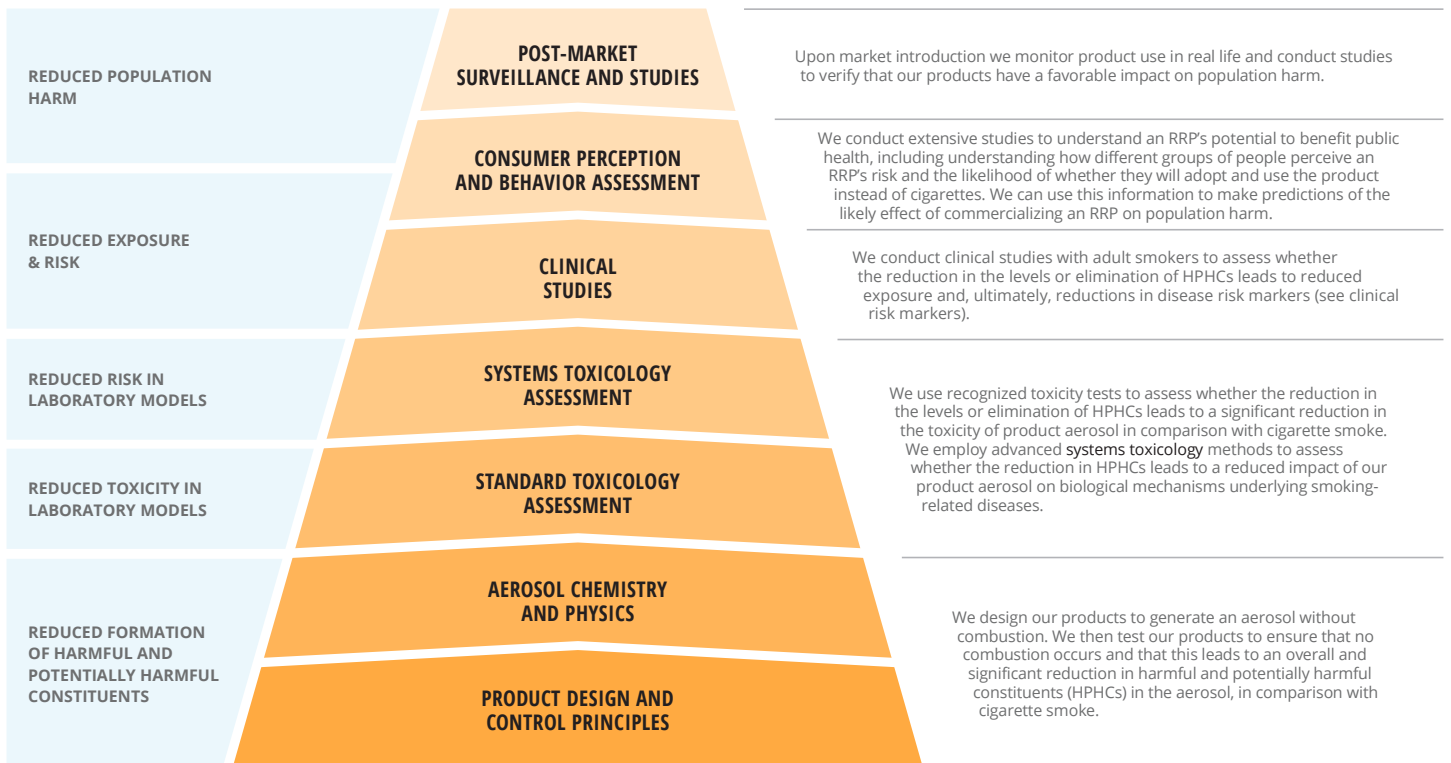 REDUCED POPULATION
HARM
POST-MARKET
SURVEILLANCE AND STUDIES
Upon market introduction we monitor product use in real life and conduct studies
to verify that our products have a favorable impact on population harm.
CONSUMER PERCEPTION
AND BEHAVIOR ASSESSMENT
We conduct extensive studies to understand an RRP's potential to benefit public
health, including understanding how different groups of people perceive an
RRP's risk and the likelihood of whether they will adopt and use the product
instead of cigarettes. We can use this information to make predictions of the
likely effect of commercializing an RRP on population harm.
REDUCED EXPOSURE
& RISK
CLINICAL
STUDIES
We conduct clinical studies with adult smokers to assess whether
the reduction in the levels or elimination of HPHCs leads to reduced
exposure and, ultimately, reductions in disease risk markers (see clinical
risk markers).
REDUCED RISK IN
LABORATORY MODELS
SYSTEMS TOXICOLOGY
ASSESSMENT
We use recognized toxicity tests to assess whether the reduction in
the levels or elimination of HPHCs leads to a significant reduction in
the toxicity of product aerosol in comparison with cigarette smoke.
We employ advanced systems toxicology methods to assess
whether the reduction in HPHCs leads to a reduced impact of our
product aerosol on biological mechanisms underlying smoking-
related diseases.
REDUCED TOXICITY IN
LABORATORY MODELS
STANDARD TOXICOLOGY
ASSESSMENT
REDUCED FORMATION
OF HARMFUL AND
POTENTIALLY HARMFUL
CONSTITUENTS
AEROSOL CHEMISTRY
AND PHYSICS
PRODUCT DESIGN AND
CONTROL PRINCIPLES
We design our products to generate an aerosol without
combustion. We then test our products to ensure that no
combustion occurs and that this leads to an overall and
significant reduction in harmful and potentially harmful
constituents (HPHCs) in the aerosol, in comparison with
cigarette smoke.